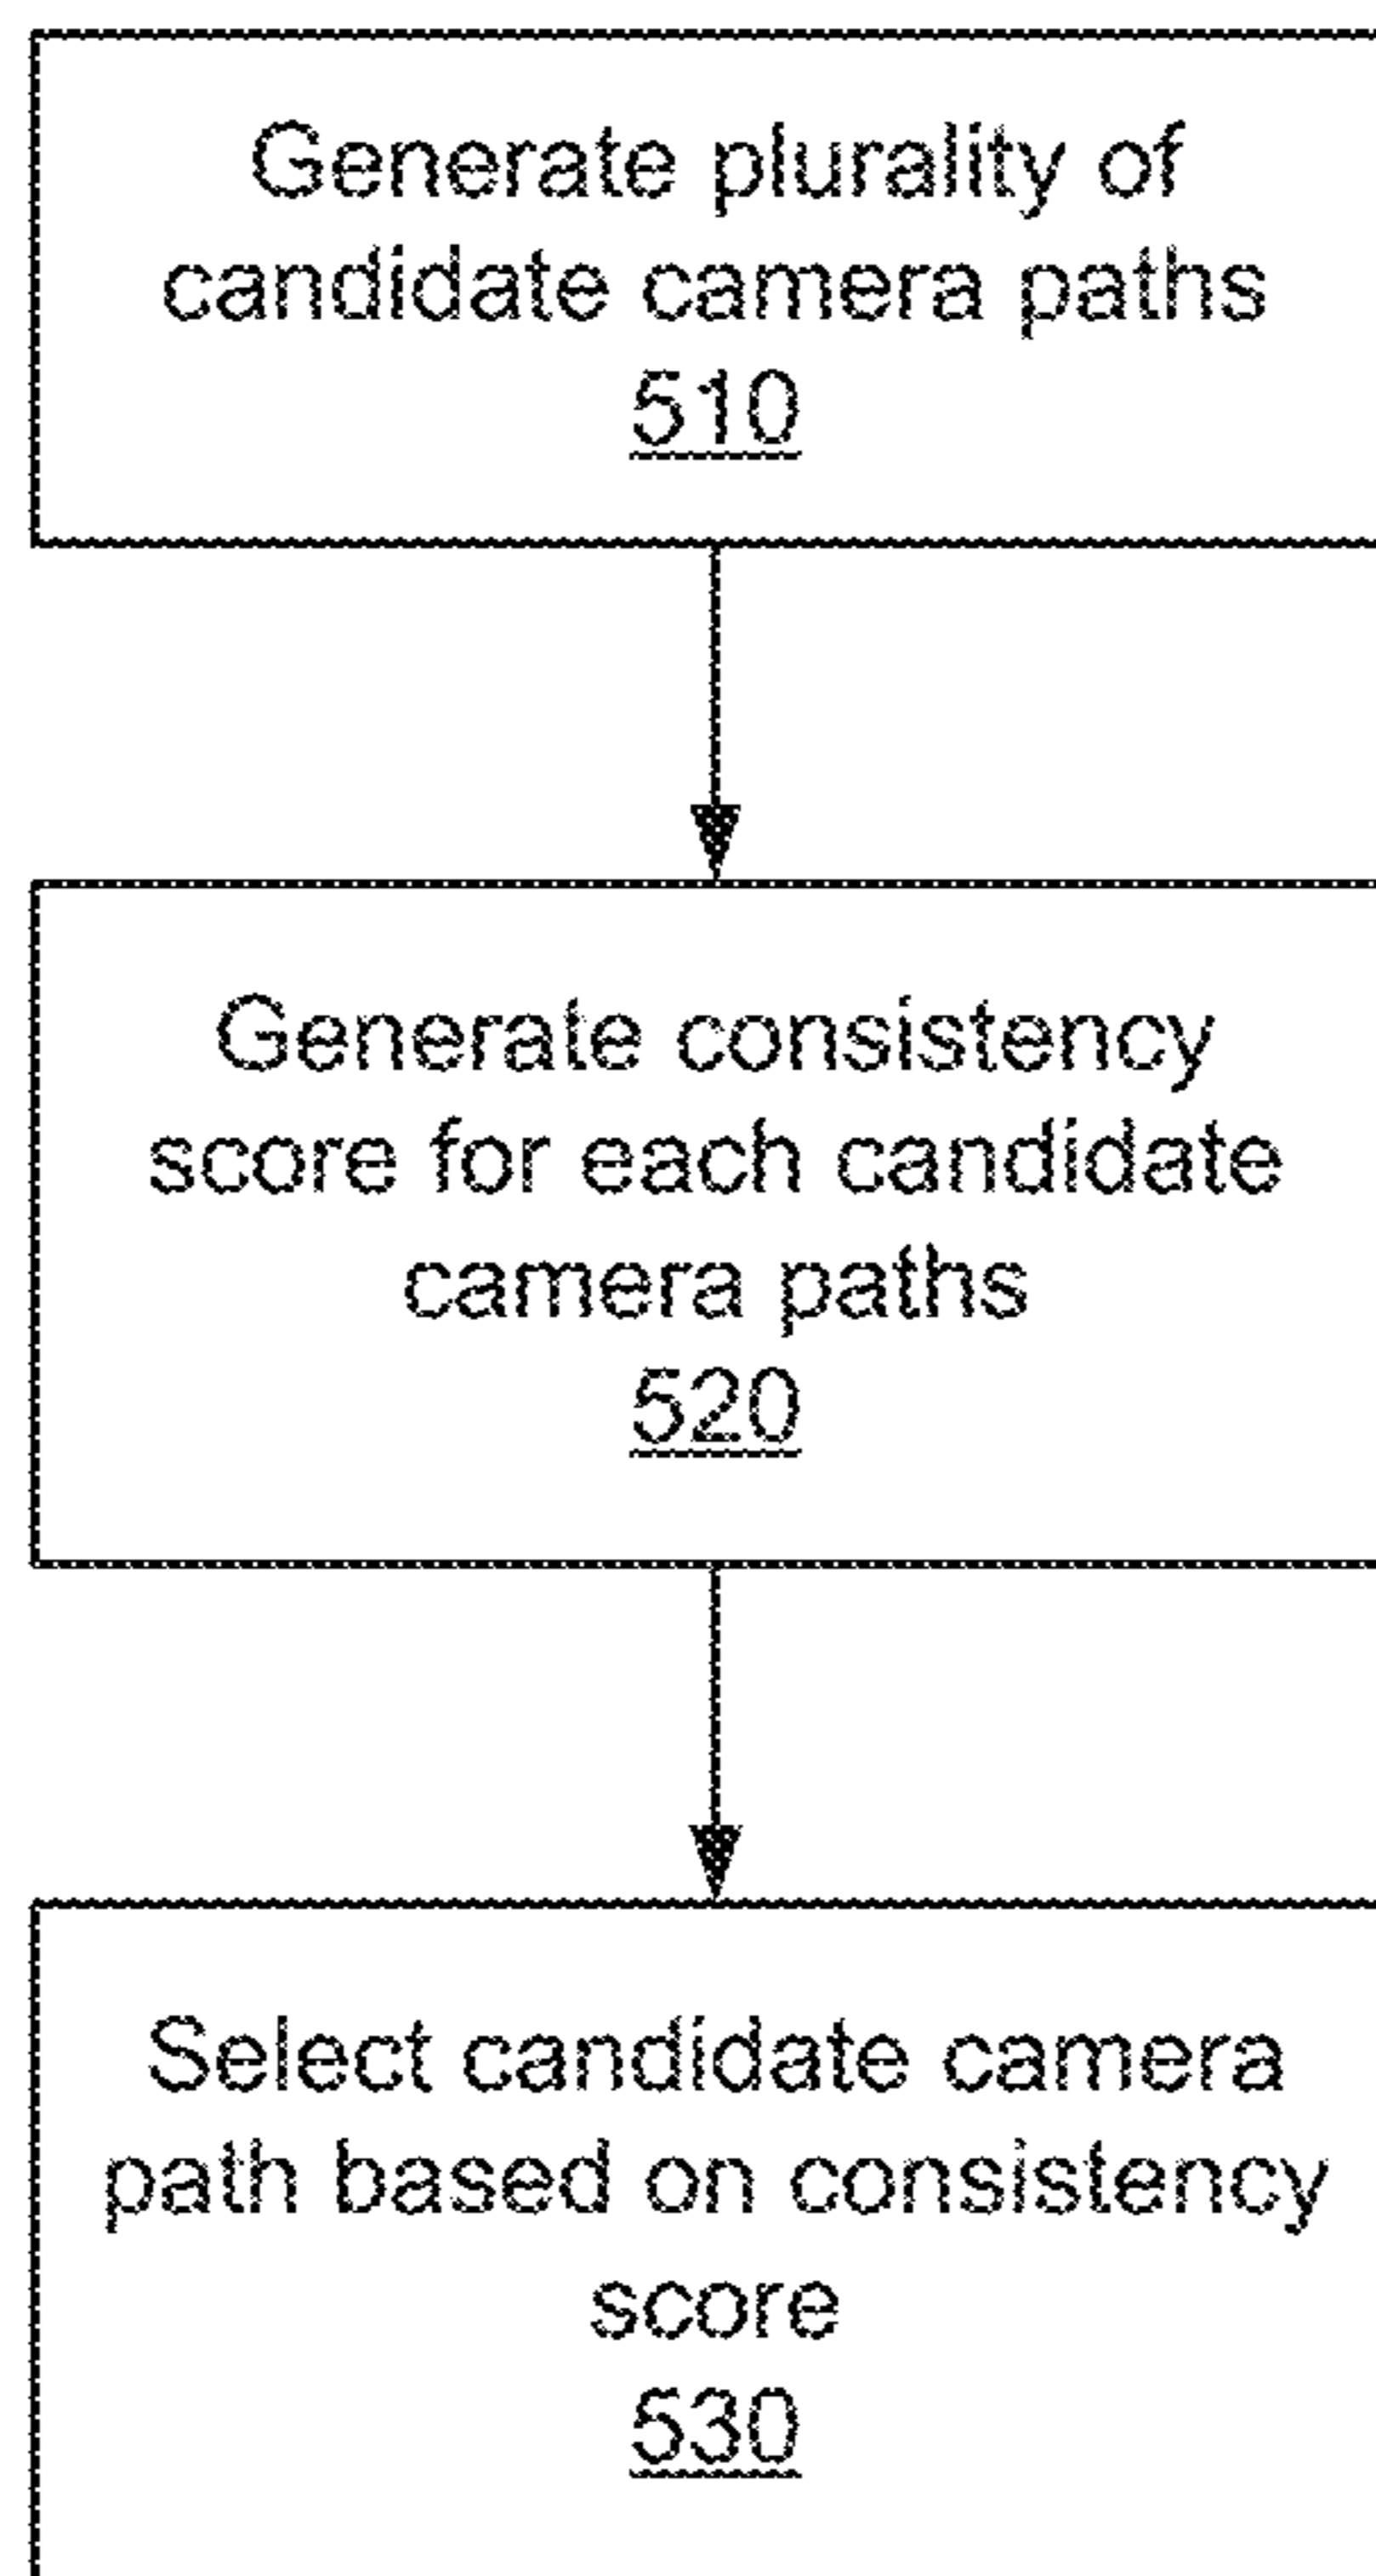 Generate plurality of
candidate camera paths
510
Generate consistency
score for each candidate
camera paths
520
Select candidate camera
path based on consistency
score
530